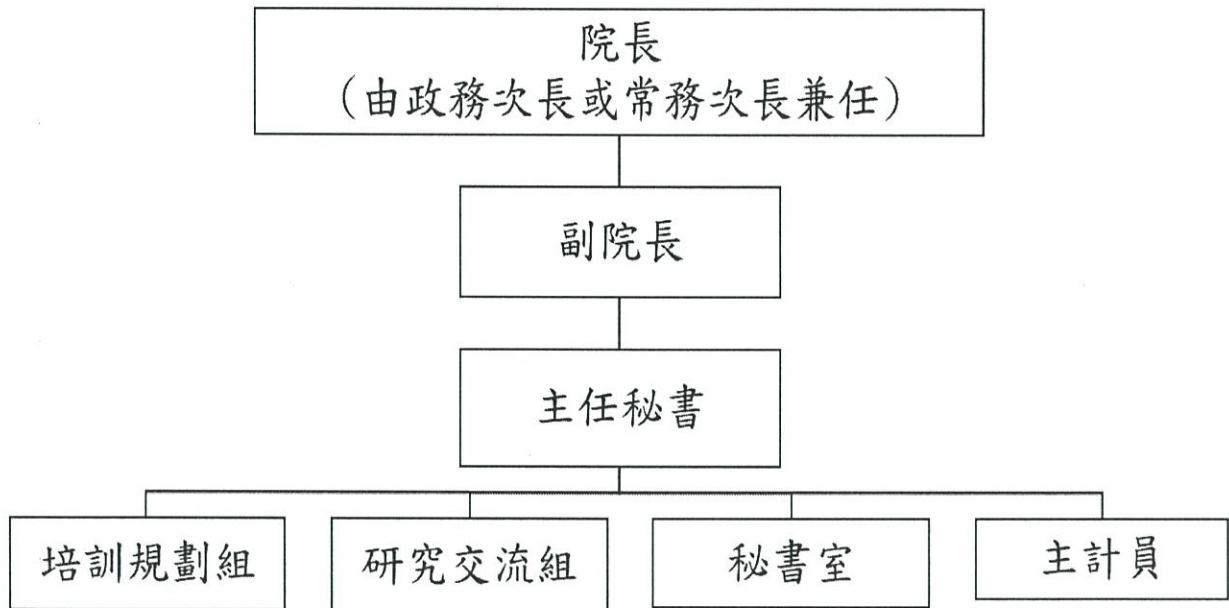 院長
（由政務次長或常務次長兼任）
副院長
主任秘書
培訓規劃組
研究交流組
秘書室
主計員